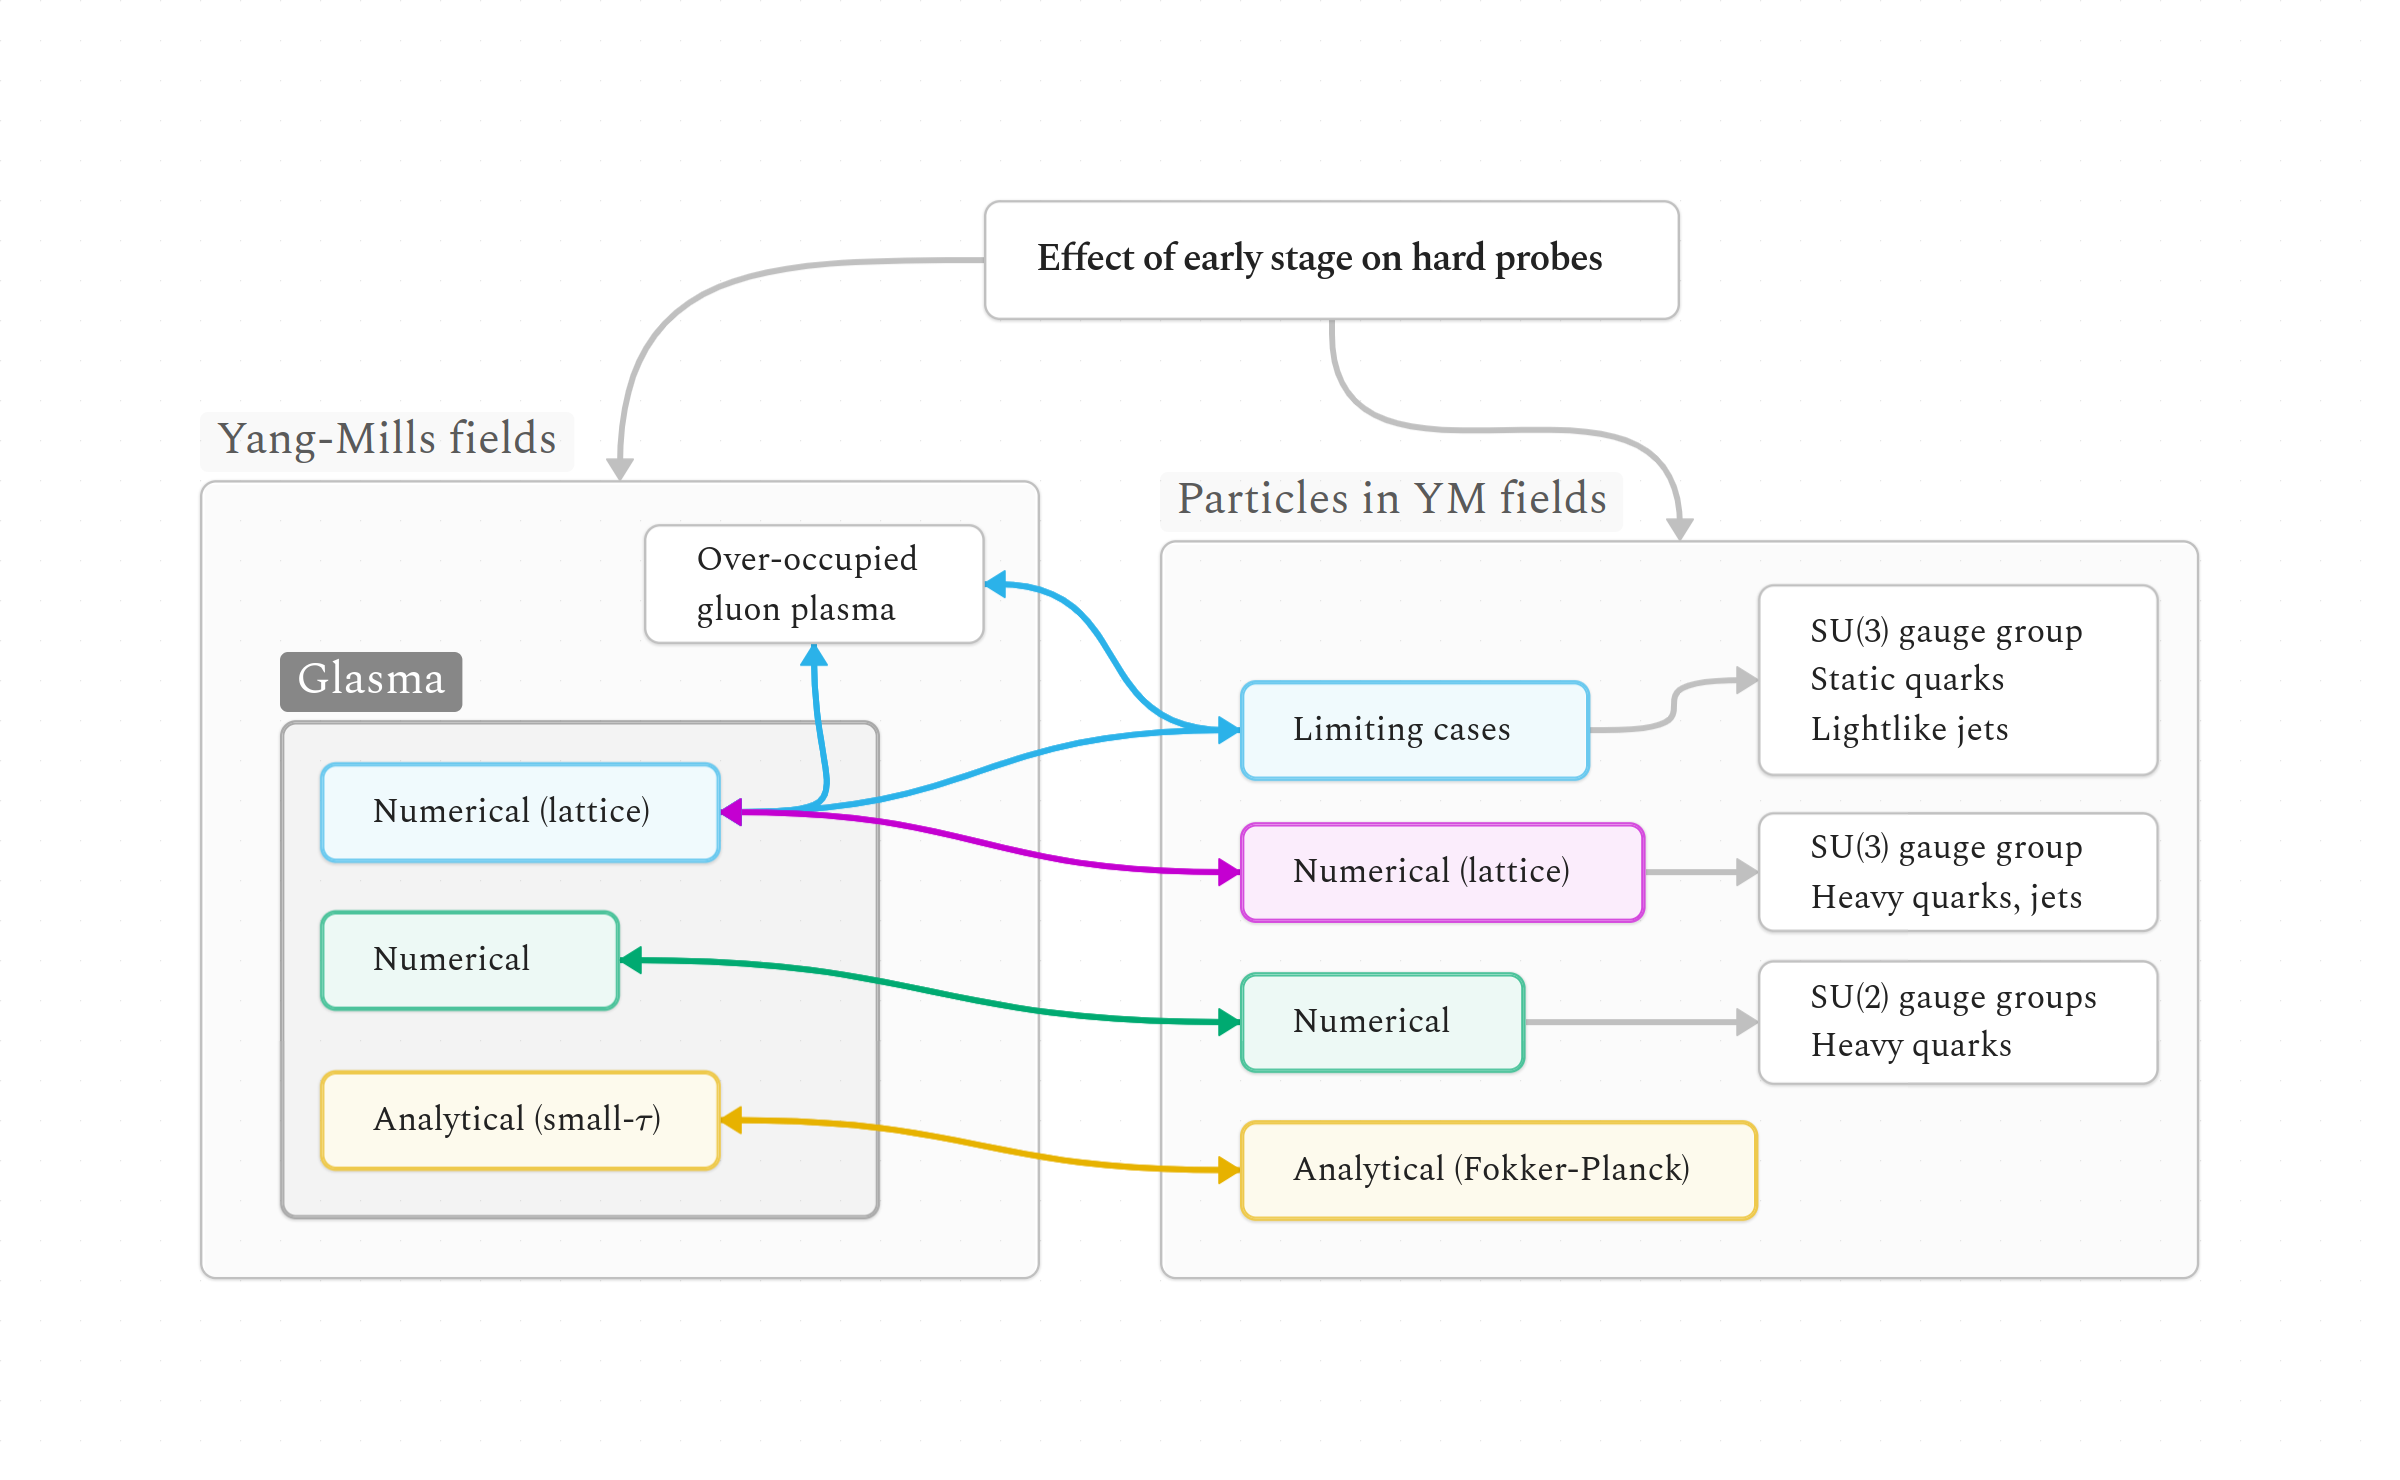 Effect of early stage on hard probes
Yang-Mills fields
Over-occupied
gluon plasma
Glasma
Numerical (lattice)
Numerical
Analytical (small-τ)
Particles in YM fields
Limiting cases
SU(3) gauge group
Static quarks
Lightlike jets
Numerical (lattice)
SU(3) gauge group
Heavy quarks, jets
Numerical
SU(2) gauge groups
Heavy quarks
Analytical (Fokker-Planck)